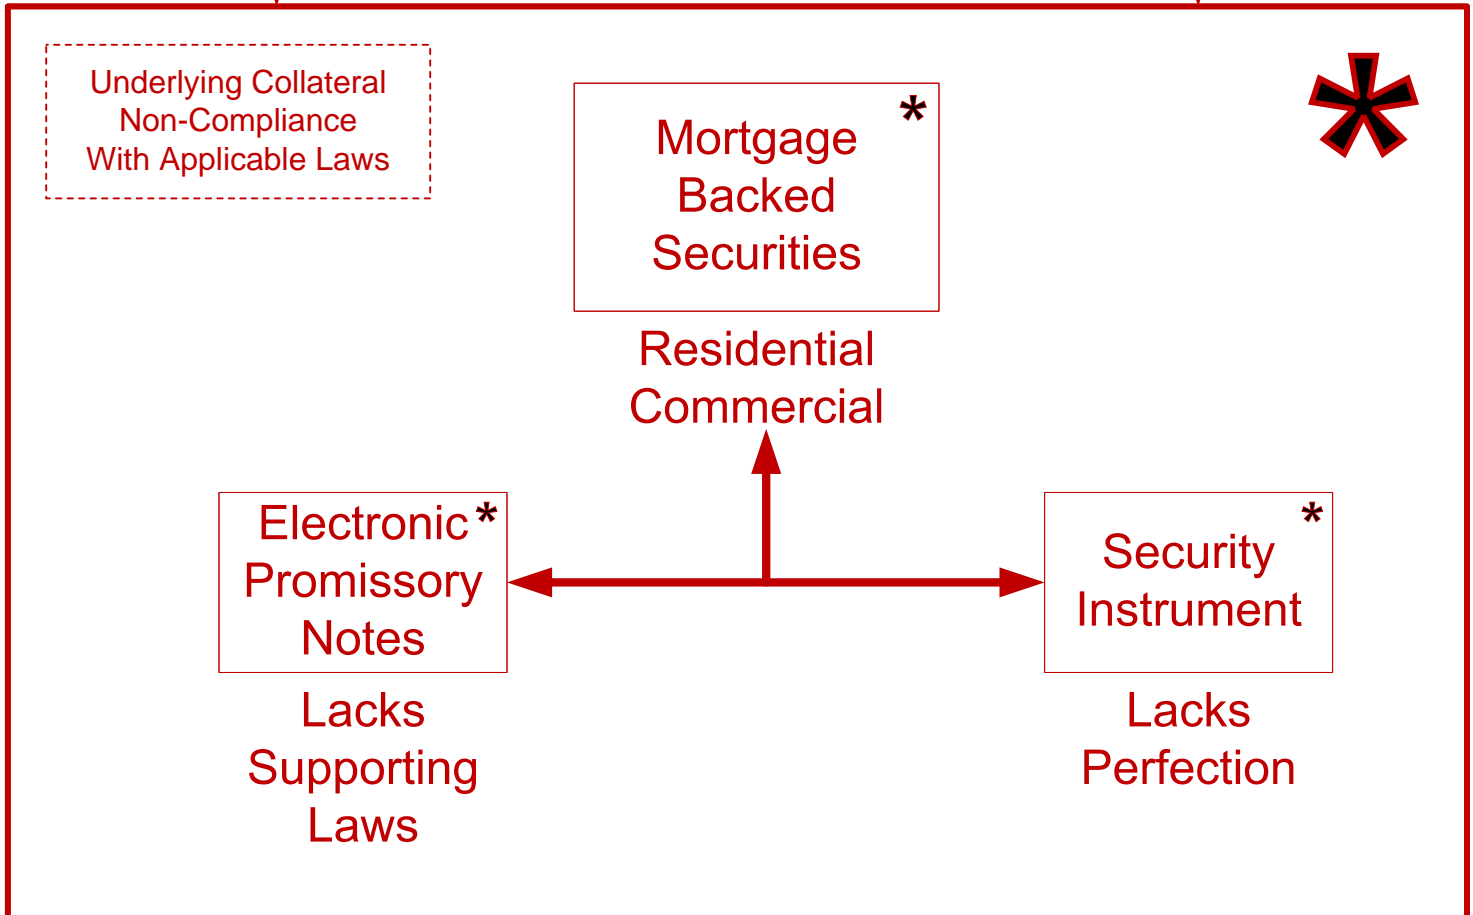 Underlying Collateral
Non-Compliance
With Applicable Laws
*
Mortgage *
Backed
Securities
Residential
Commercial
Electronic *
Promissory
Notes
Lacks
Supporting
Laws
*
Security
Instrument
Lacks
Perfection